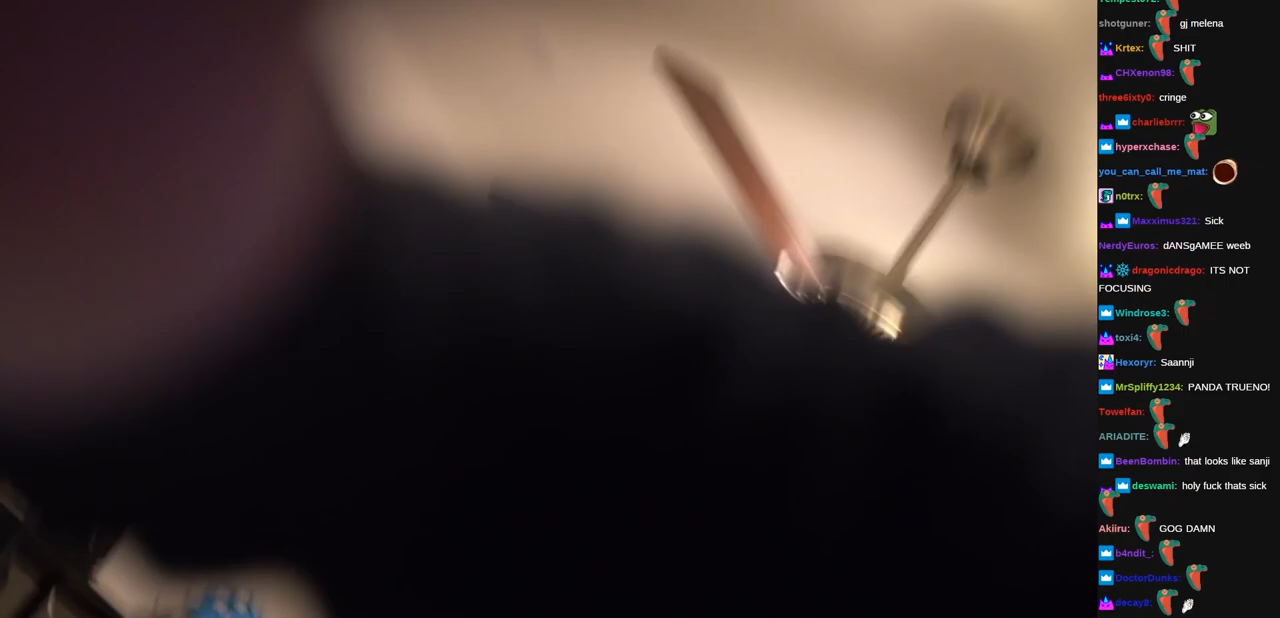 shotguner: gj melena
Krtex: SHIT
CHXenon98:
three6ixty0: cringe
charliebrrr:
hyperxchase:
you_can_call_me_mat:
n0trx:
Maxximus321: Sick
NerdyEuros: dANSgAMEE weeb
dragonicdrago: ITS NOT
FOCUSING
Windrose3:
toxi4:
Hexoryr: Saannji
MrSpliffy1234: PANDA TRUENO!
Towelfan:
ARIADITE:
BeenBombin: that looks like sanji
deswami: holy fuck thats sick
Akiiru: GOG DAMN
b4ndit_:
DoctorDunks:
decay8: